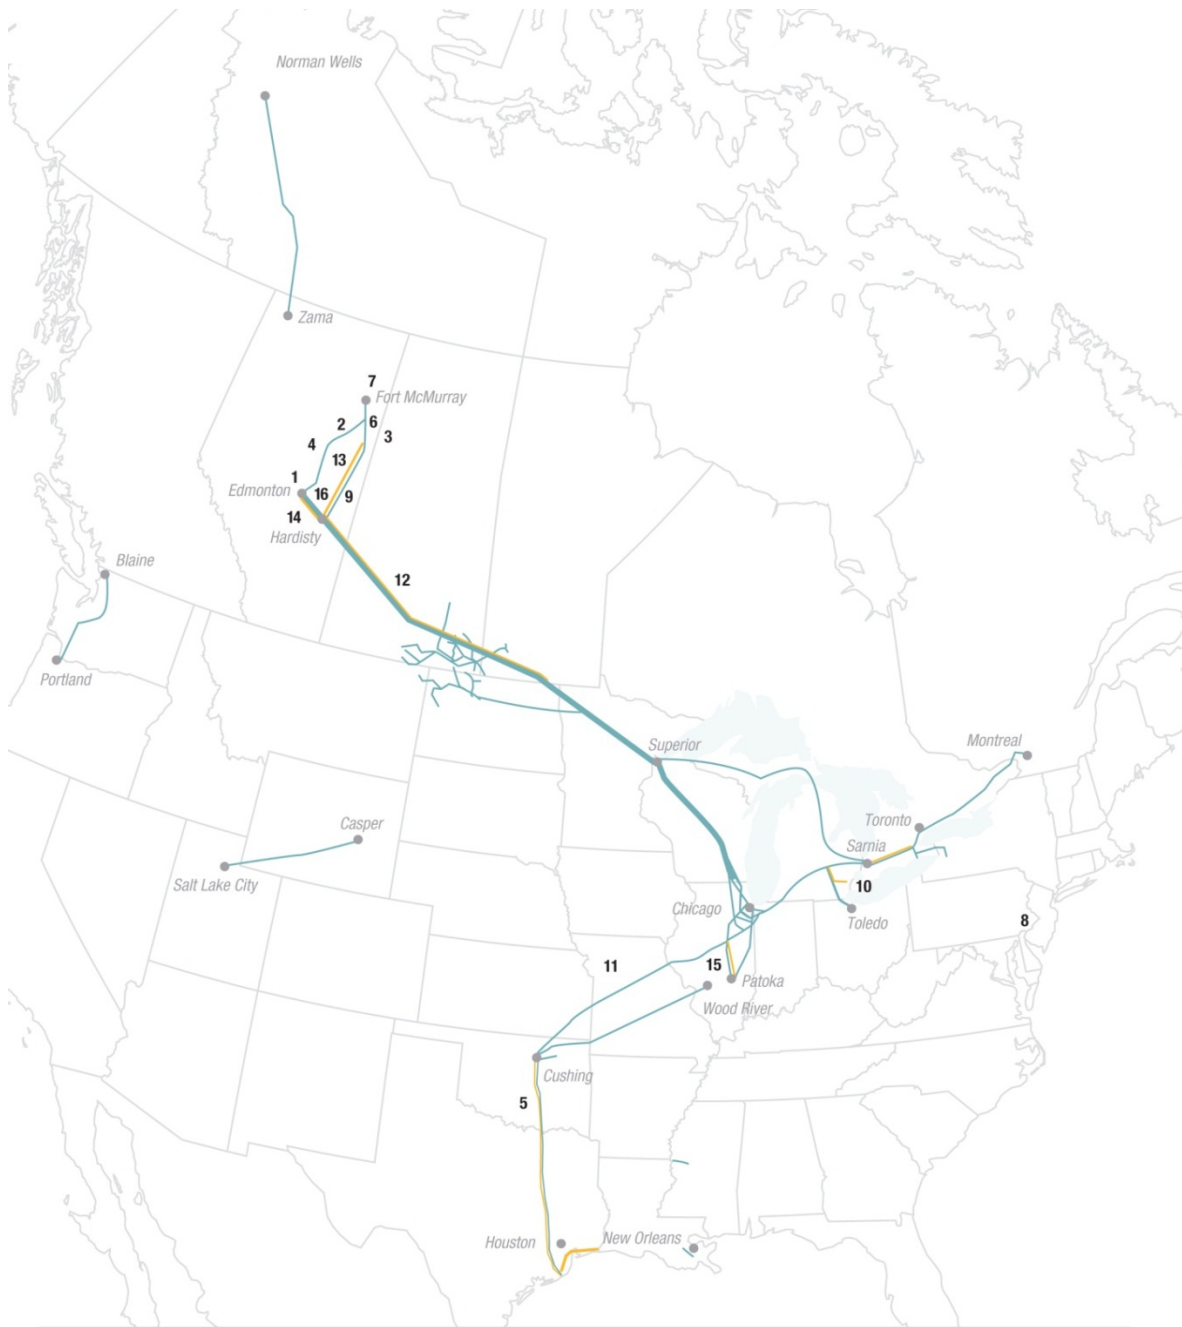 Norman Wells
Zama
7
Fort McMurray
2
6
3
4
13
1
Edmonton
16
9
14
Hardisty
Blaine
12
Portland
Superior
Montreal
Casper
Toronto
Sarnia
Salt Lake City
10
Chicago
Toledo
8
11
15
Patoka
Wood River
Cushing
5
Houston
New Orleans